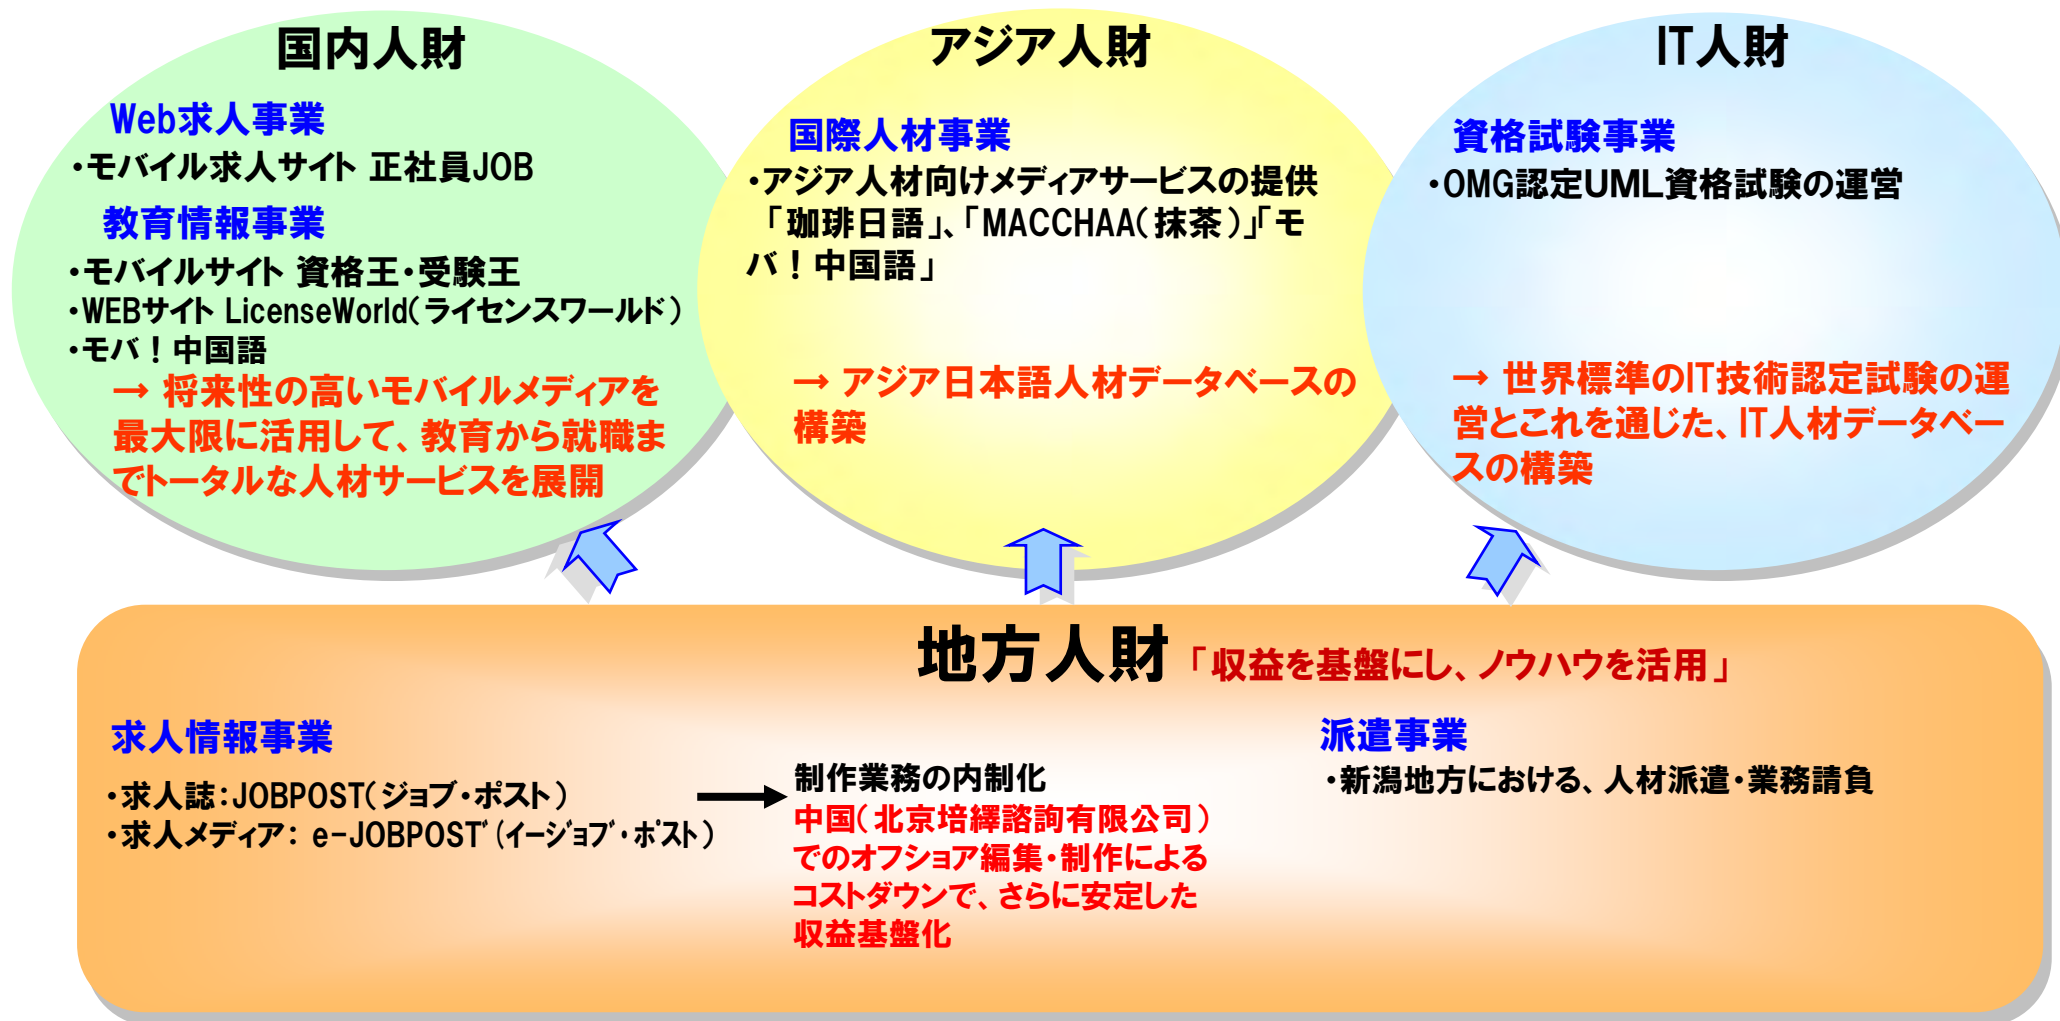 国内人財
Web求人事業
・モバイル求人サイト 正社員JOB
教育情報事業
・モバイルサイト 資格王・受験王
・WEBサイト LicenseWorld(ライセンスワールド)
・モバ！中国語
→ 将来性の高いモバイルメディアを
最大限に活用して、教育から就職ま
でトータルな人材サービスを展開
アジア人財
国際人材事業
・アジア人材向けメディアサービスの提供
「珈琲日語」、「MACCHAA(抹茶)」「モ
バ！中国語」
→ アジア日本語人材データベースの
構築
IT人財
資格試験事業
・OMG認定UML資格試験の運営
→ 世界標準のIT技術認定試験の運
営とこれを通じた、IT人材データベー
スの構築
地方人財 「収益を基盤にし、ノウハウを活用」
求人情報事業
・求人誌：JOBPOST(ジョブ・ポスト)
・求人メディア： e-JOBPOSTﾞ(イージョブ・ポスト)
制作業務の内制化
中国(北京培繹諮詢有限公司)
でのオフショア編集・制作による
コストダウンで、さらに安定した
収益基盤化
派遣事業
・新潟地方における、人材派遣・業務請負